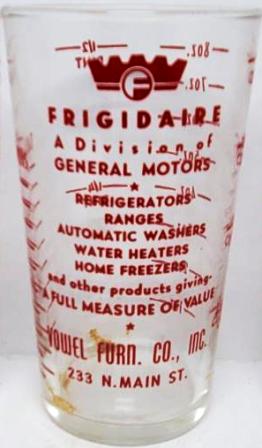 F
FRIGIDAIRE
A Division of
GENERAL MOTORS
REFRIGERATORS
RANGES
AUTOMATIC WASHERS
WATER HEATERS
HOME FREEZERS
and other products giving
A FULL MEASURE OF VALUE
VOWEL FURN. CO., INC.
233 N. MAIN ST.